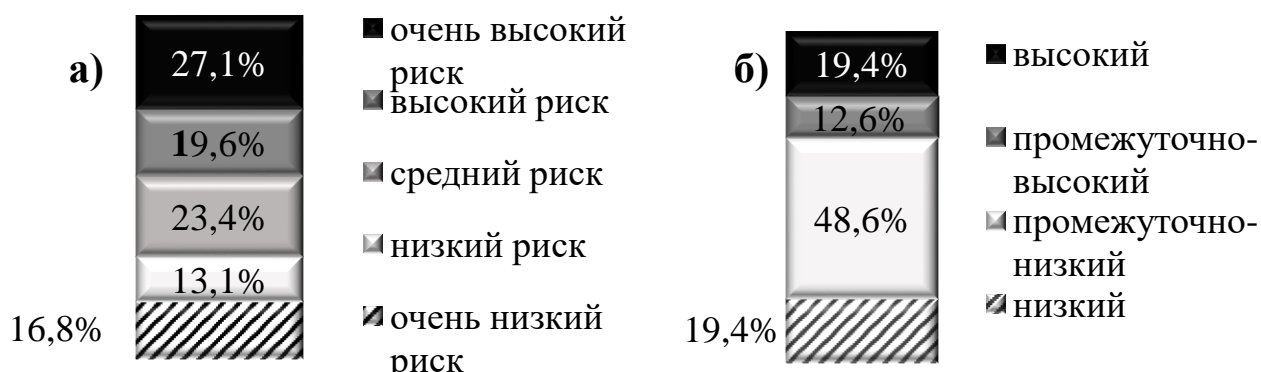 а)
27,1%
19,6%
23,4%
13,1%
16,8%
очень высокий
риск
высокий риск
средний риск
низкий риск
очень низкий
риск
б)
19,4%
12,6%
48,6%
19,4%
высокий
промежуточно-
высокий
промежуточно-
низкий
низкий